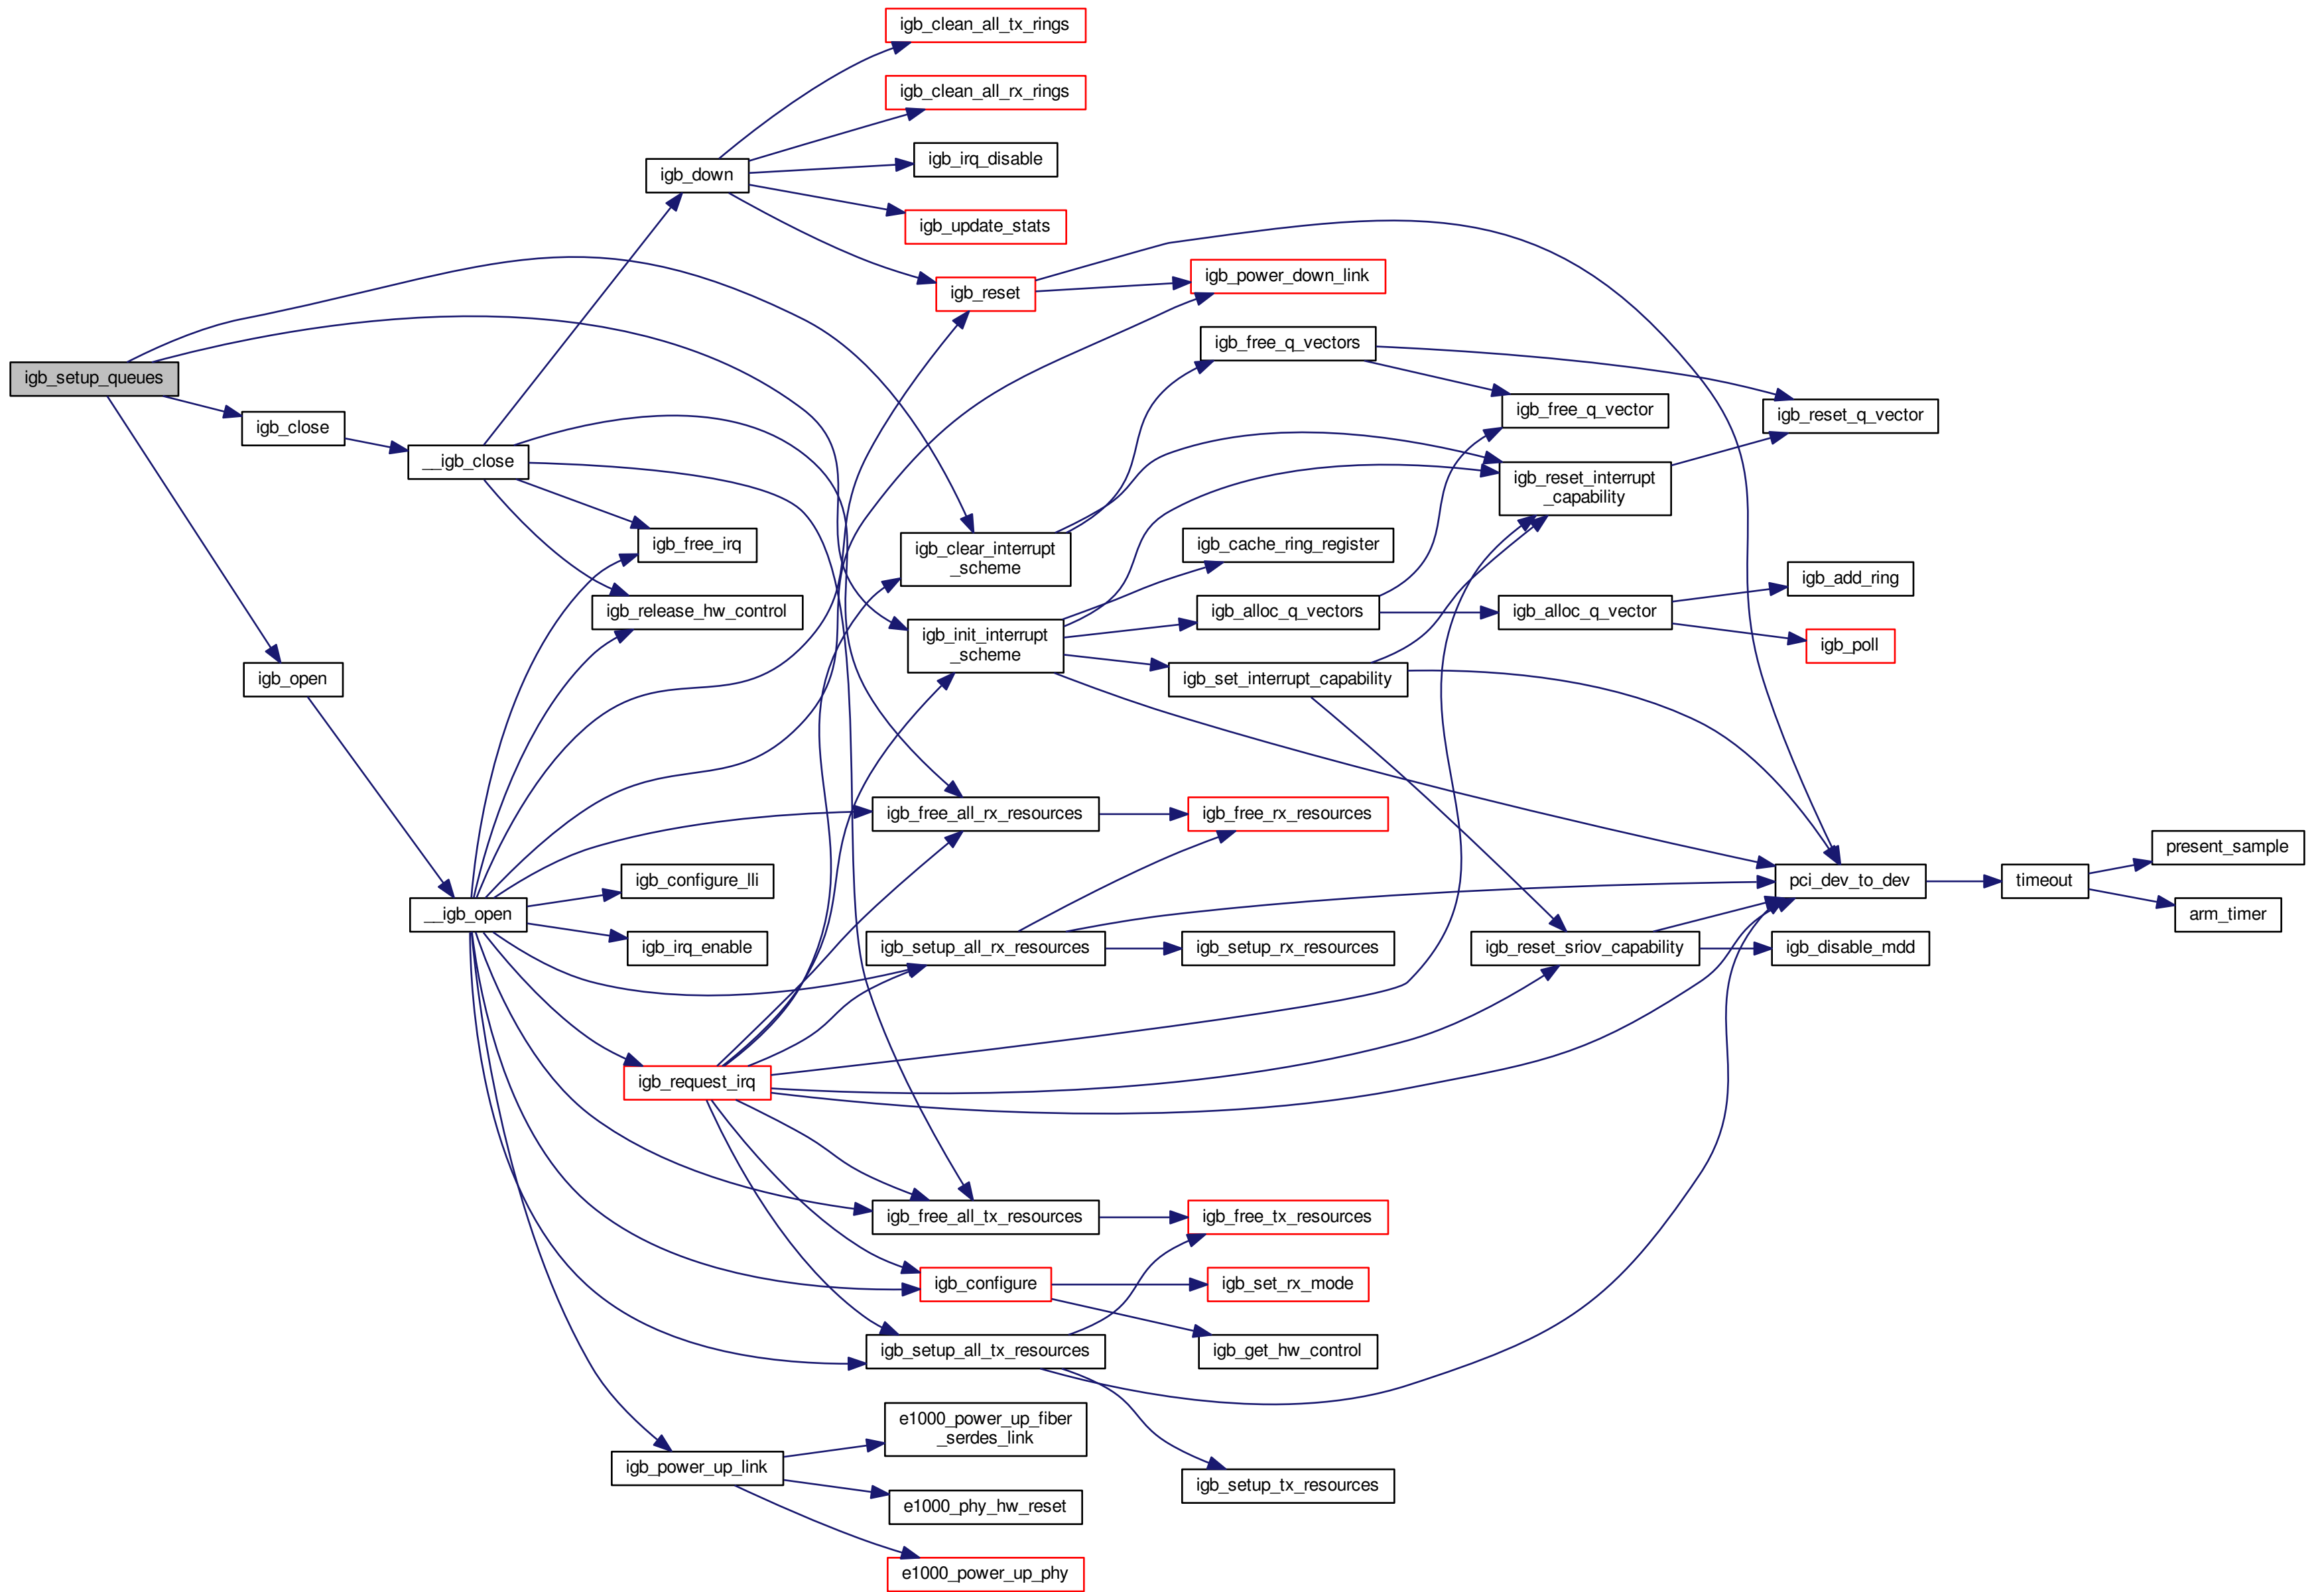 igb_clean_all_tx_rings
igb_clean_all_rx_rings
igb_irq_disable
igb_down
igb_update_stats
igb_reset
igb_power_down_link
igb_free_q_vectors
igb_setup_queues
igb_free_q_vector
igb_reset_q_vector
igb_close
__igb_close
igb_reset_interrupt
_capability
igb_free_irq
igb_clear_interrupt
_scheme
igb_cache_ring_register
igb_add_ring
igb_release_hw_control
igb_alloc_q_vectors
igb_alloc_q_vector
igb_init_interrupt
_scheme
igb_poll
igb_open
igb_set_interrupt_capability
igb_free_all_rx_resources
igb_free_rx_resources
present_sample
igb_configure_lli
pci_dev_to_dev
timeout
__igb_open
arm_timer
igb_irq_enable
igb_setup_all_rx_resources
igb_setup_rx_resources
igb_reset_sriov_capability
igb_disable_mdd
igb_request_irq
igb_free_all_tx_resources
igb_free_tx_resources
igb_configure
igb_set_rx_mode
igb_setup_all_tx_resources
igb_get_hw_control
e1000_power_up_fiber
_serdes_link
igb_power_up_link
igb_setup_tx_resources
e1000_phy_hw_reset
e1000_power_up_phy